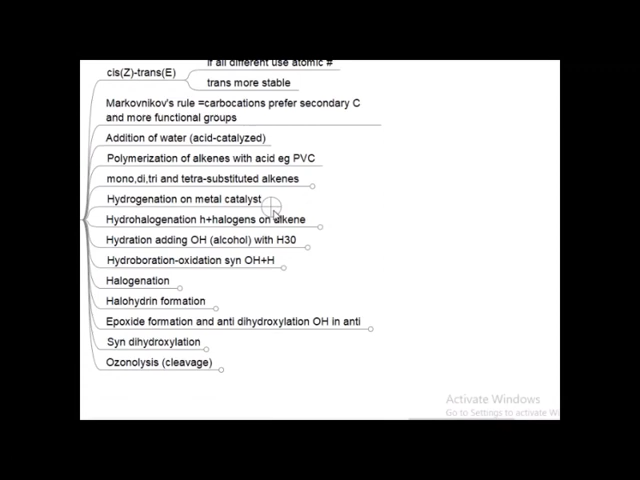 if all different use atomic #
cis(Z)-trans(E)
trans more stable
Markovnikov's rule =carbocations prefer secondary C
and more functional groups
Addition of water (acid-catalyzed)
Polymerization of alkenes with acid eg PVC
mono,di,tri and tetra-substituted alkenes
Hydrogenation on metal catalyst
Hydrohalogenation h+halogens on alkene
Hydration adding OH (alcohol) with H30
Hydroboration-oxidation syn OH+H
Halogenation
Halohydrin formation
Epoxide formation and anti dihydroxylation OH in anti
Syn dihydroxylation
Ozonolysis (cleavage)
Activate Windows
Go to Settings to activate Wi